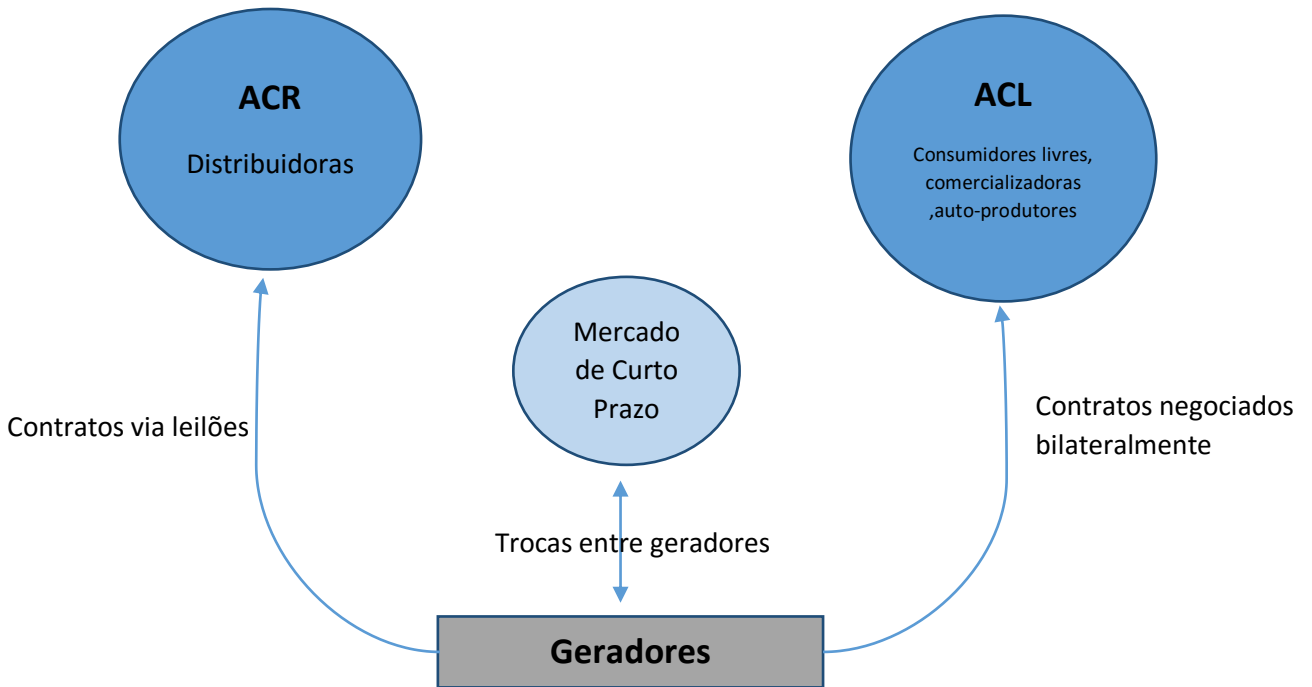 ACR
Distribuidoras
ACL
Consumidores livres,
comercializadoras
,auto-produtores
Mercado
de Curto
Prazo
Contratos via leilões
Contratos negociados
bilateralmente
Trocas entre geradores
Geradores